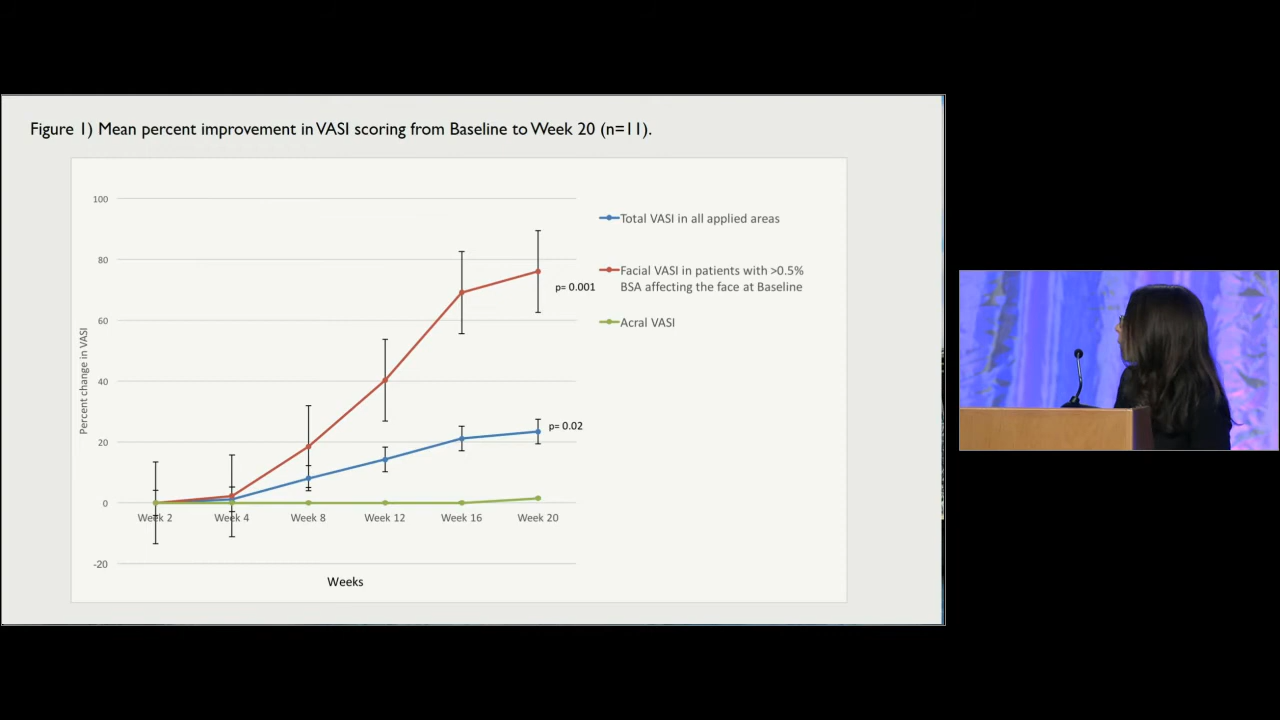 Figure 1) Mean percent improvement in VASI scoring from Baseline to Week 20 (n=11).
100
80
60
40
20
0
-20
Percent change in VASI
Week 2
Week 4
Week 8
Week 12
Week 16
Week 20
Weeks
p= 0.001
p= 0.02
Total VASI in all applied areas
Facial VASI in patients with >0.5%
BSA affecting the face at Baseline
Acral VASI